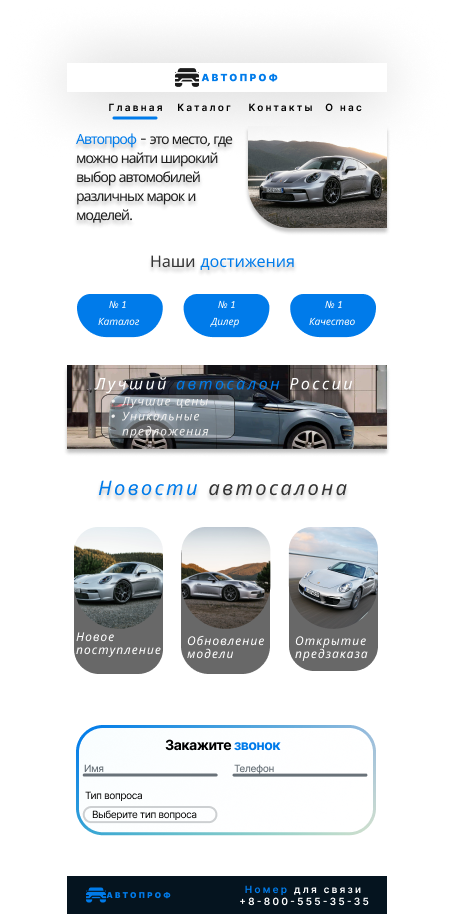 АВТОПРОФ
Главная Каталог Контакты О нас
Автопроф - это место, где
можно найти широкий
выбор автомобилей
различных марок и
моделей.
Наши достижения
№ 1
Каталог
№ 1
Дилер
№ 1
Качество
Лучший автосалон России
• Лучшие цены
• Уникальные
предложения
Новости автосалона
Новое
поступление
Обновление
модели
Открытие
предзаказа
Закажите звонок
Имя
Телефон
Тип вопроса
Выберите тип вопроса
АВТОПРОФ
Номер для связи
+8-800-555-35-35